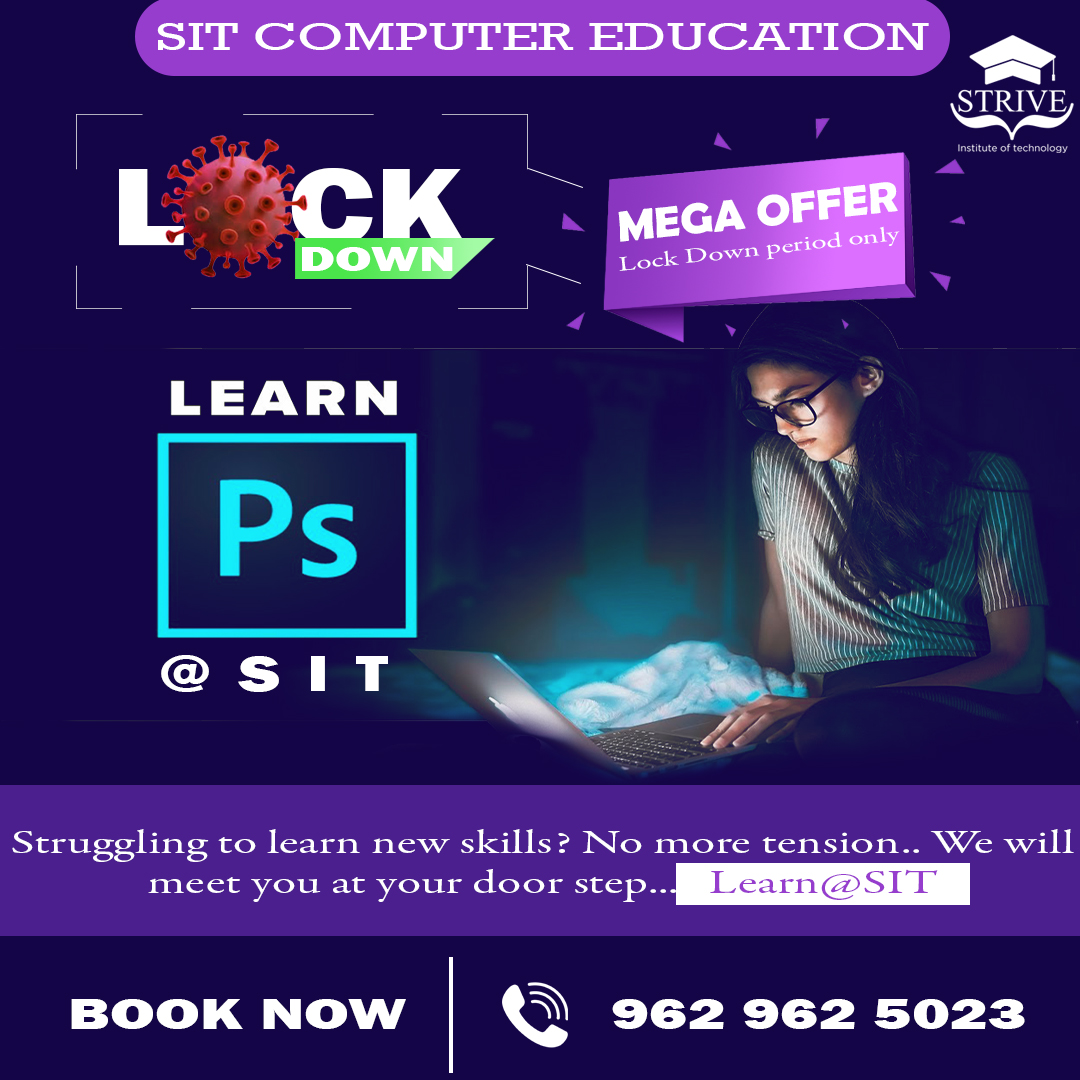 SIT COMPUTER EDUCATION
STRIVE
Institute of technology
LOCK
DOWN
MEGA OFFER
Lock Down period only
LEARN
Ps
@ SIT
Struggling to learn new skills? No more tension.. We will
meet you at your door step... Learn@SIT
BOOK NOW
962 962 5023